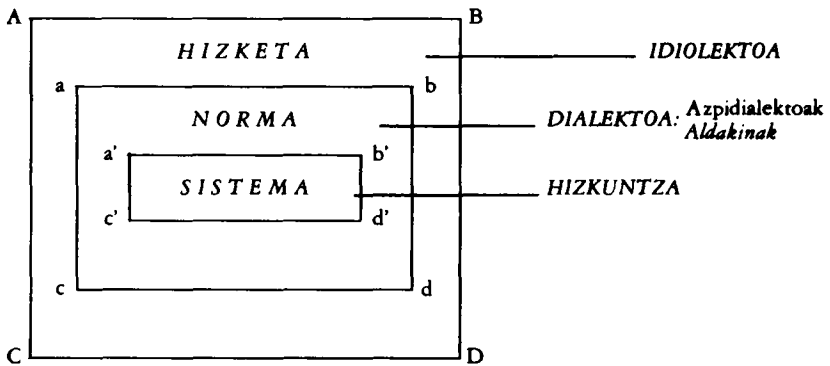 A B
HIZKETA IDIOLEKTOA
a b
NORMA DIALEKTOA: Azpidialektoak
Aldakinak
a' b'
SISTEMA HIZKUNTZA
c' d'
c d
C D